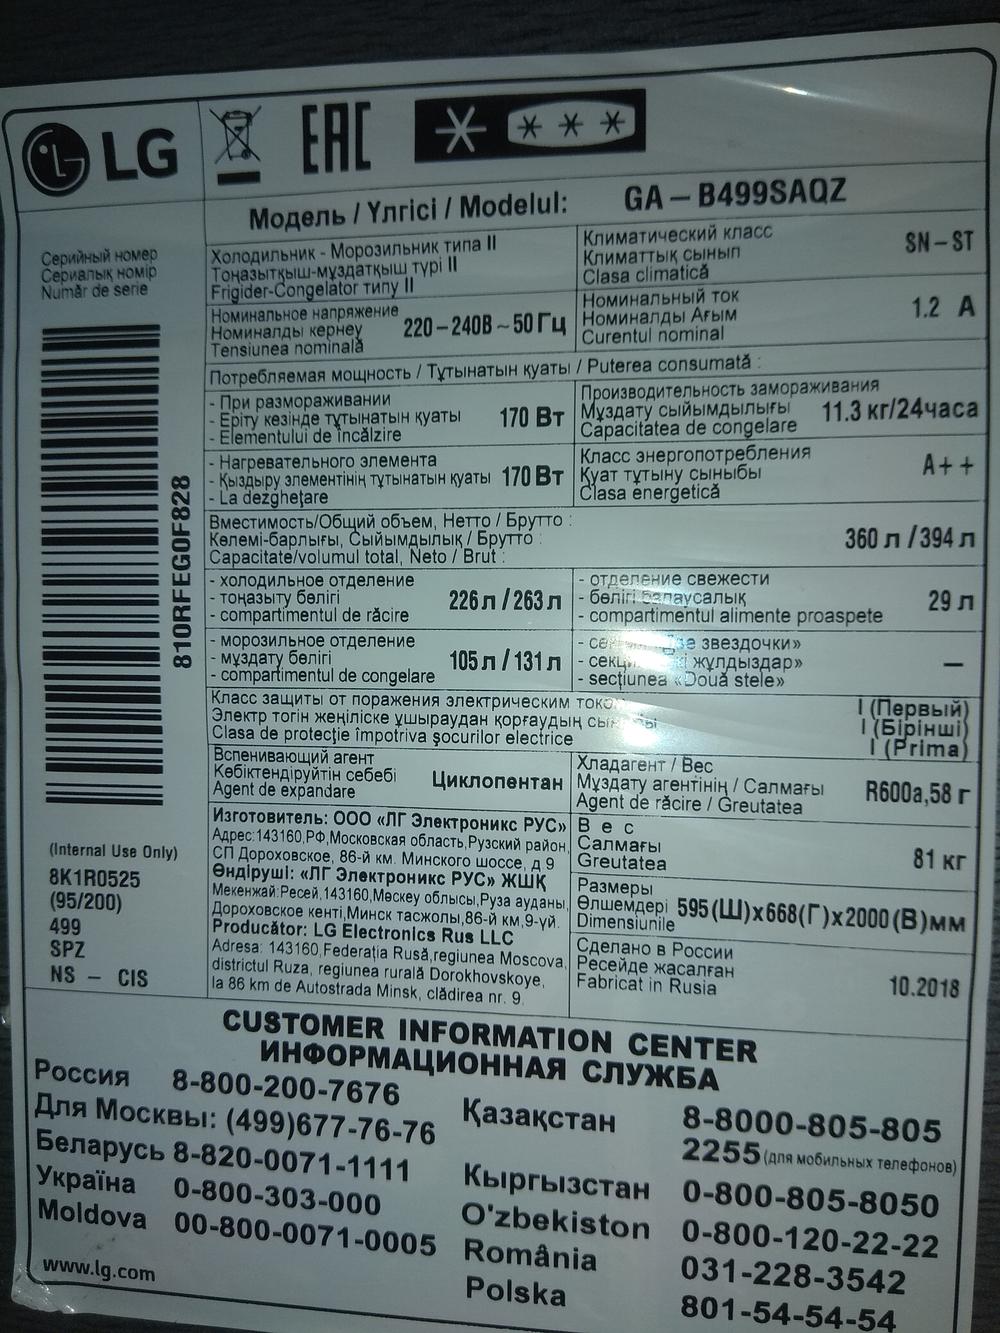 LG
EAC
Модель / Үлгісі / Modelul: GA – B499SAQZ
Серийный номер
Сериалық номір
Număr de serie
810RFEG0F828
(Internal Use Only)
8K1R0525
(95/200)
499
SPZ
NS – CIS
Холодильник - Морозильник типа II
Тоңазытқыш-мұздатқыш түрі II
Frigider-Congelator типу II
Климатический класс
Климаттық сынып
Clasa climatică
SN – ST
Номинальное напряжение
Номиналды кернеу
Tensiunea nominală
220 – 240В ~ 50 Гц
Номинальный ток
Номиналды Ағым
Curentul nominal
1.2 A
Потребляемая мощность / Тұтынатын қуаты / Puterea consumată :
- При размораживании
- Еріту кезінде тұтынатын қуаты
- Elementului de încălzire
170 Вт
Производительность замораживания
Мұздату сыйымдылығы
Capacitatea de congelare
11.3 кг/24часа
- Нагревательного элемента
- Қыздыру элементінің тұтынатын қуаты
- La dezghețare
170 Вт
Класс энергопотребления
Қуат тұтыну сыныбы
Clasa energetică
A++
Вместимость/Общий объем, Нетто / Брутто :
Көлемі-барлығы, Сыйымдылық / Брутто :
Capacitate/volumul total, Neto / Brut :
360 л / 394 л
- холодильное отделение
- тоңазыту бөлігі
- compartimentul de răcire
226 л / 263 л
- отделение свежести
- бөлігі балаусалық
- compartimentul alimente proaspete
29 л
- морозильное отделение
- мұздату бөлігі
- compartimentul de congelare
105 л / 131 л
- звездочки»
- жұлдыздар»
- secțiunea «Două stele»
—
Класс защиты от поражения электрическим током
Электр тогін жеңіліске ұшыраудан қорғаудың
Clasa de protecție împotriva șocurilor electrice
I (Первый)
I (Бірінші)
I (Prima)
Вспенивающий агент
Көбіктендіруйтін себебі
Agent de expandare
Циклопентан
Хладагент / Вес
Мұздату агентінің / Салмағы
Agent de răcire / Greutatea
R600a,58 г
Изготовитель: ООО «ЛГ Электроникс РУС»
Адрес:143160,РФ,Московская область,Рузский район,
СП Дороховское, 86-й км. Минского шоссе, д 9
Өндіруші: «ЛГ Электроникс РУС» ЖШҚ
Мекенжай:Ресей,143160,Мәскеу облысы,Руза ауданы,
Дороховское кенті,Минск тасжолы,86-й км,9-үй.
Producător: LG Electronics Rus LLC
Adresa: 143160,Federația Rusă,regiunea Moscova,
districtul Ruza, regiunea rurală Dorokhovskoye,
la 86 km de Autostrada Minsk, clădirea nr. 9.
Вес
Салмағы
Greutatea
81 кг
Размеры
Өлшемдері
Dimensiunile
595(Ш)x668(Г)x2000(В)мм
Сделано в России
Ресейде жасалған
Fabricat in Rusia
10.2018
CUSTOMER INFORMATION CENTER
ИНФОРМАЦИОННАЯ СЛУЖБА
Россия 8-800-200-7676
Для Москвы: (499)677-76-76
Беларусь 8-820-0071-1111
Україна 0-800-303-000
Moldova 00-800-0071-0005
Қазақстан 8-8000-805-805
2255 (для мобильных телефонов)
Кыргызстан 0-800-805-8050
O'zbekiston 0-800-120-22-22
România 031-228-3542
Polska 801-54-54-54
www.lg.com